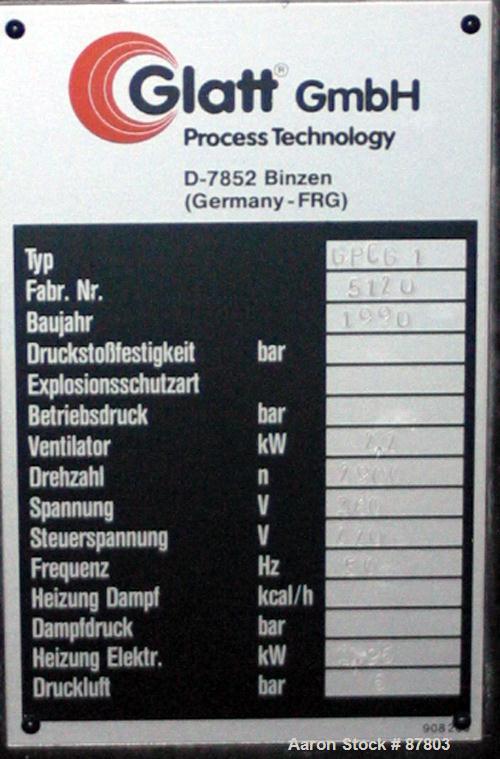 Glatt® GmbH
Process Technology
D-7852 Binzen
(Germany-FRG)
Typ GPCG 1
Fabr. Nr. 5120
Baujahr 1990
Druckstoßfestigkeit bar
Explosionsschutzart
Betriebsdruck bar
Ventilator kW
Drehzahl n
Spannung V 380
Steuerspannung V
Frequenz Hz 50
Heizung Dampf kcal/h
Dampfdruck bar
Heizung Elektr. kW
Druckluft bar 6
Aaron Stock # 87803